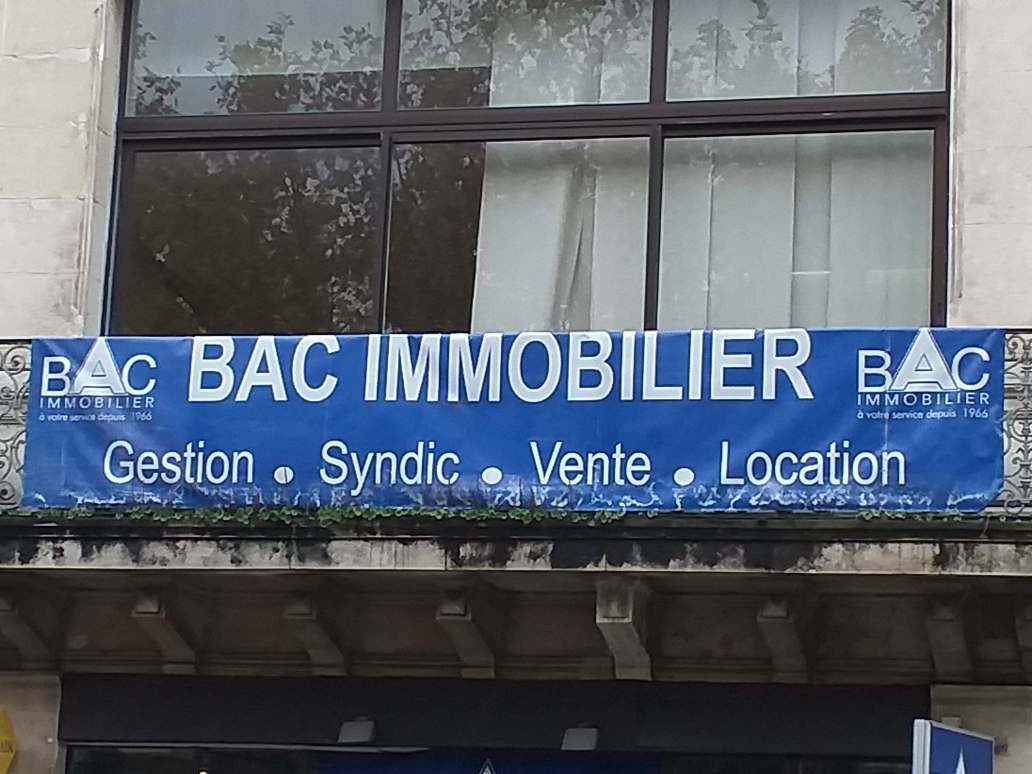 BAC IMMOBILIER
BAC
IMMOBILIER
à votre service depuis 1966
BAC
IMMOBILIER
à votre service depuis 1966
Gestion . Syndic . Vente . Location